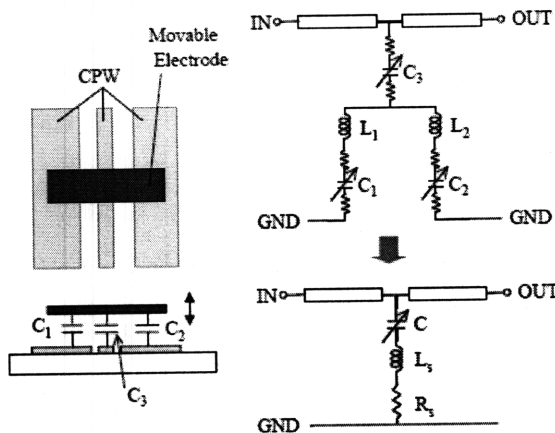 Movable
Electrode
CPW
C1
C2
C3
IN
OUT
C3
L1
L2
C1
C2
GND
GND
IN
OUT
C
Ls
Rs
GND